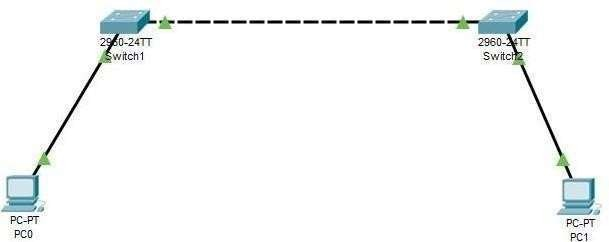 2960-24TT
Switch1
2960-24TT
Switch2
PC-PT
PC0
PC-PT
PC1